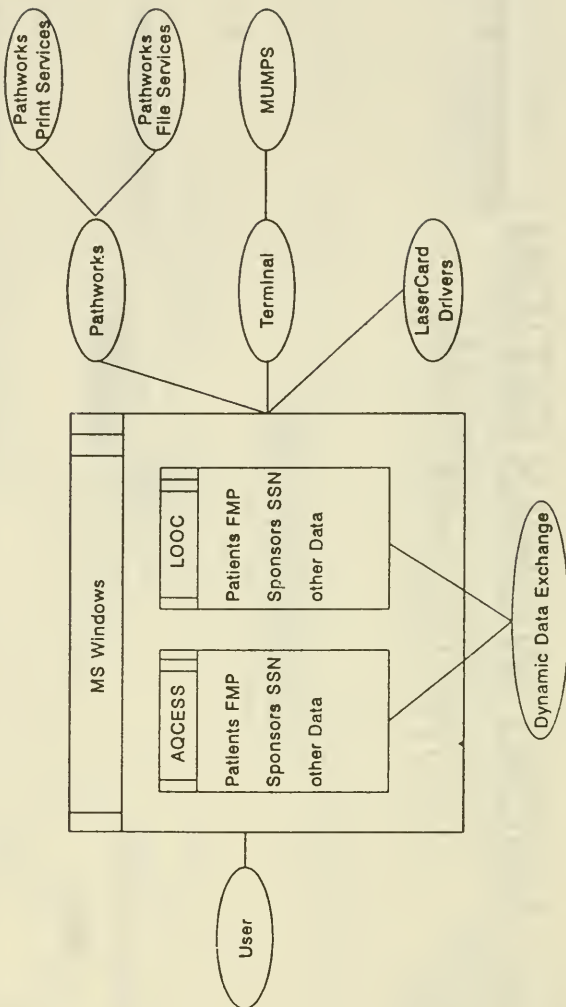 User
MS Windows
AQCESS
Patients FMP
Sponsors SSN
other Data
LOOC
Patients FMP
Sponsors SSN
other Data
Dynamic Data Exchange
Pathworks
Pathworks
Print Services
Pathworks
File Services
Terminal
MUMPS
LaserCard
Drivers